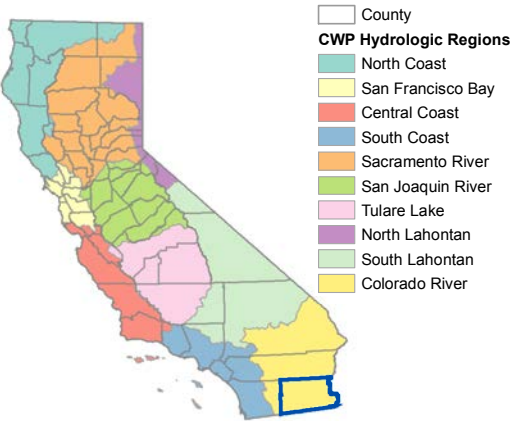 County
CWP Hydrologic Regions
North Coast
San Francisco Bay
Central Coast
South Coast
Sacramento River
San Joaquin River
Tulare Lake
North Lahontan
South Lahontan
Colorado River